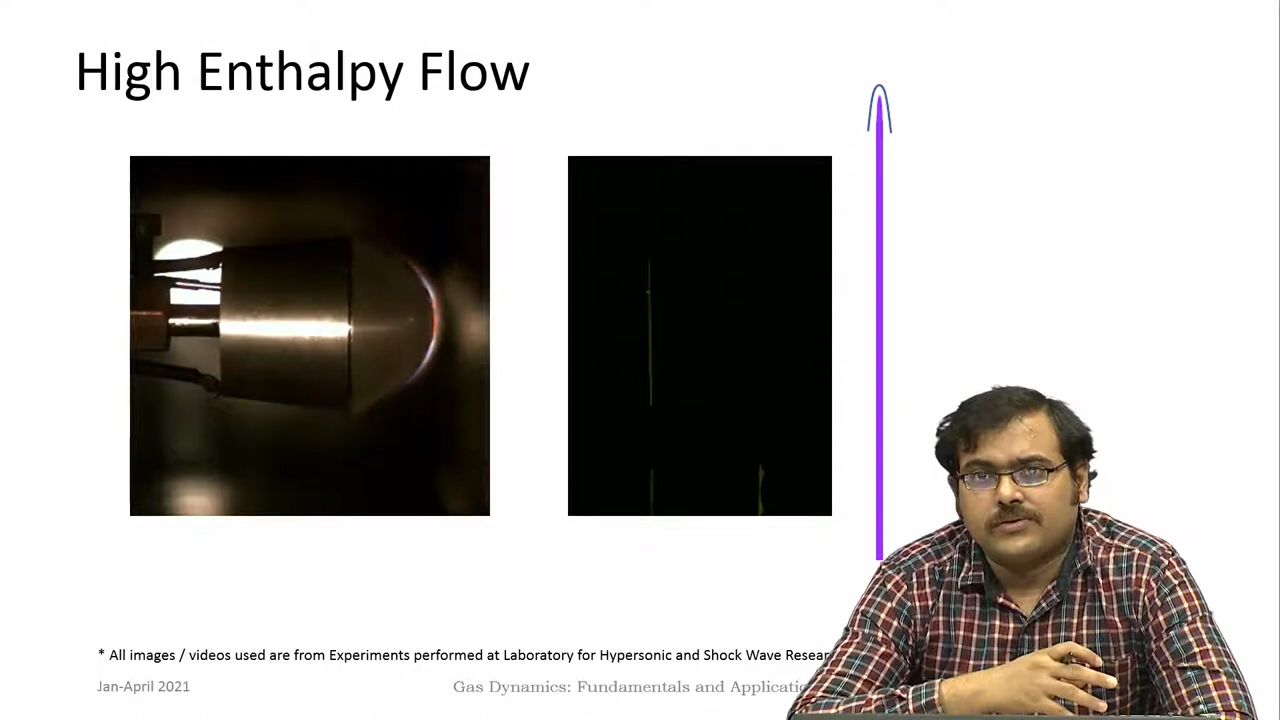 High Enthalpy Flow
* All images / videos used are from Experiments performed at Laboratory for Hypersonic and Shock Wave
Jan-April 2021
Gas Dynamics: Fundamentals and